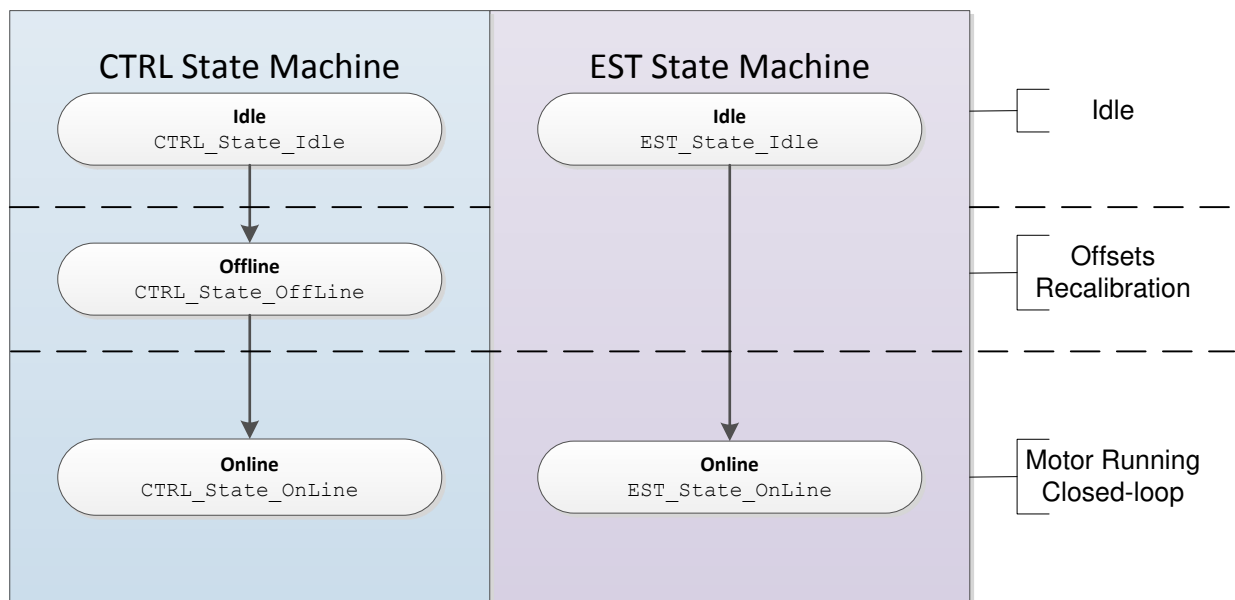 CTRL State Machine
EST State Machine
Idle
CTRL_State_Idle
Idle
EST_State_Idle
Idle
Offline
CTRL_State_OffLine
Offsets
Recalibration
Online
CTRL_State_OnLine
Online
EST_State_OnLine
Motor Running
Closed-loop